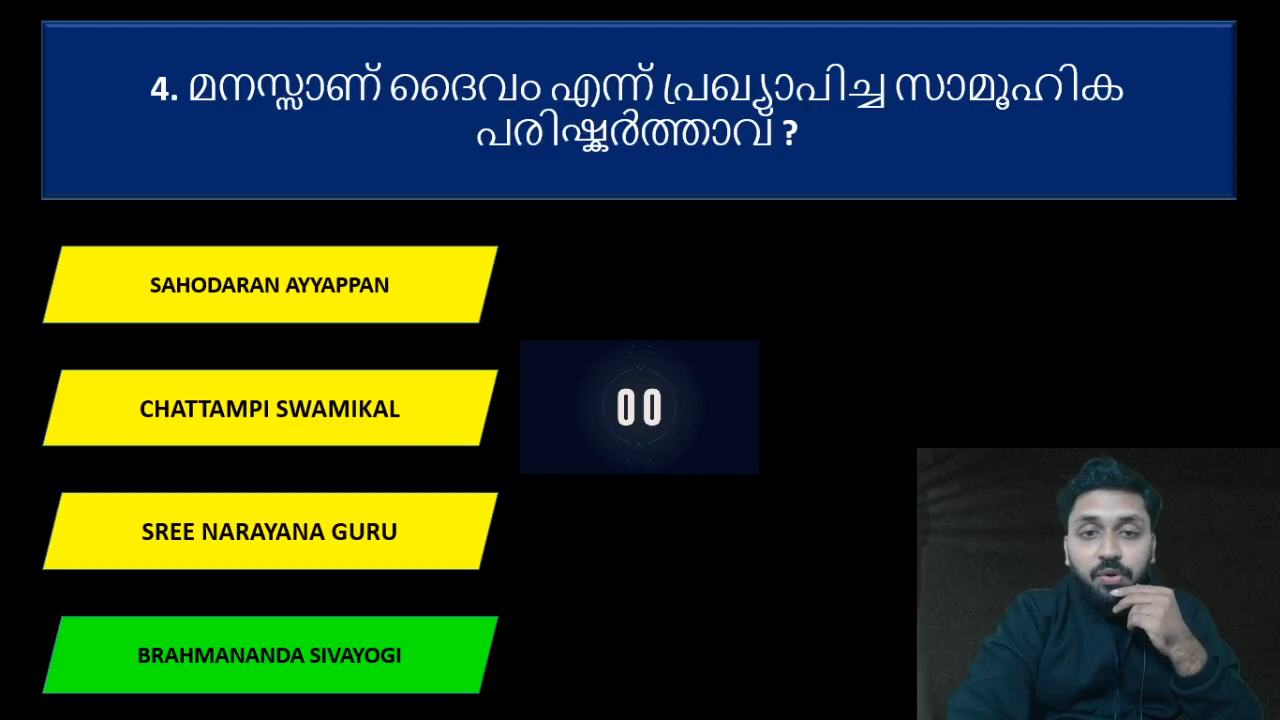 4. മനസ്സാണ് ദൈവം എന്ന് പ്രഖ്യാപിച്ച സാമൂഹിക
പരിഷ്കർത്താവ് ?
SAHODARAN AYYAPPAN
CHATTAMPI SWAMIKAL
00
SREE NARAYANA GURU
BRAHMANANDA SIVAYOGI